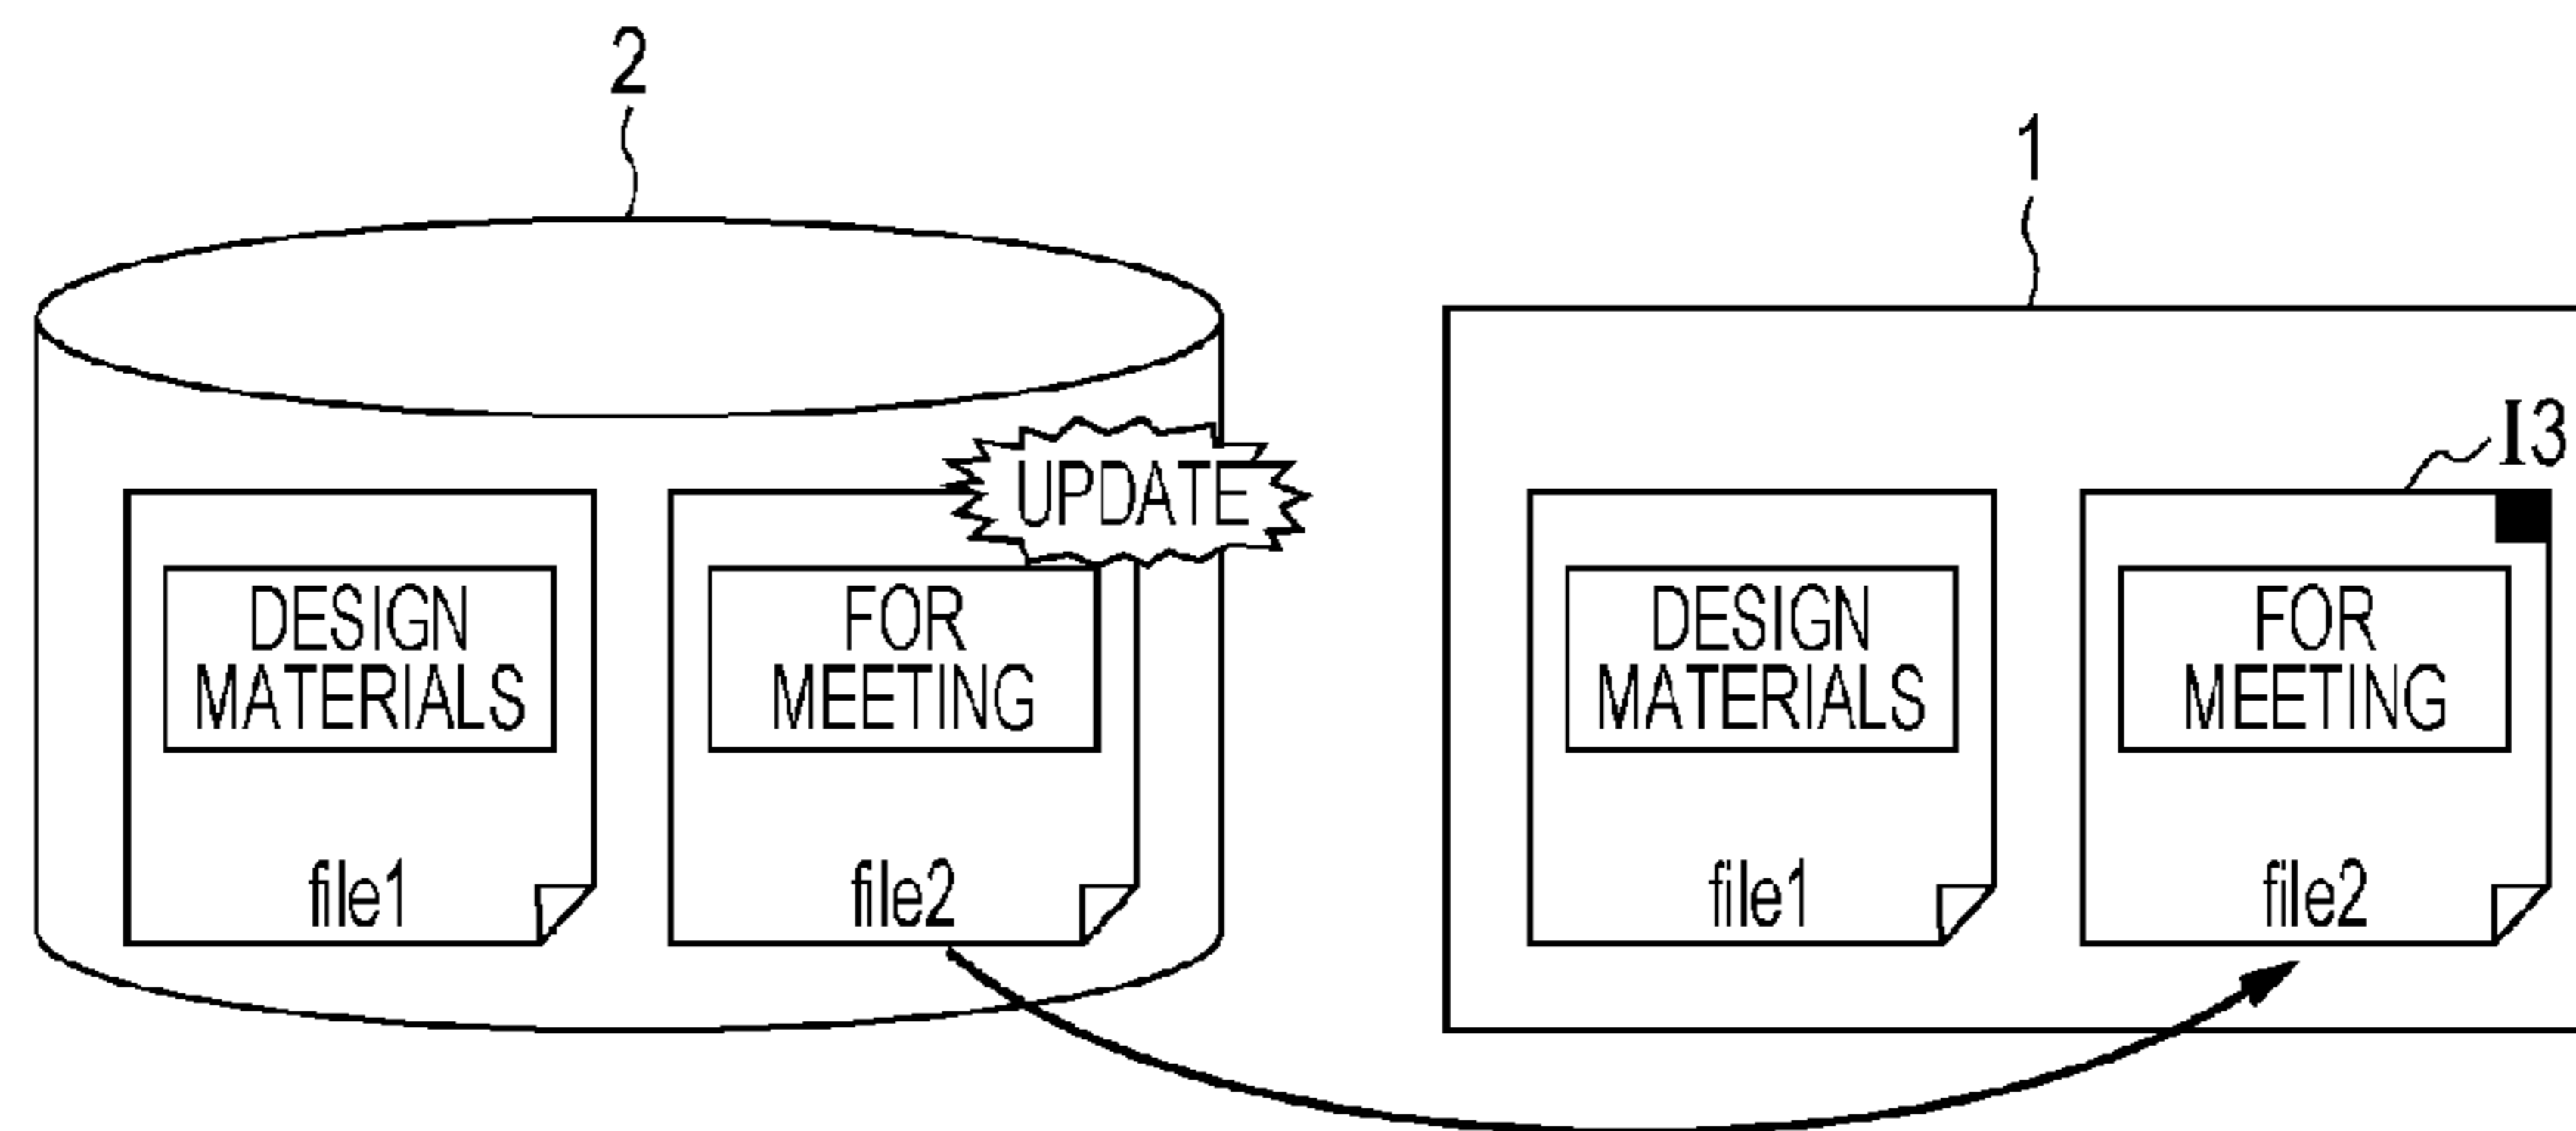 2
1
I3
UPDATE
DESIGN
MATERIALS
file1
FOR
MEETING
file2
DESIGN
MATERIALS
file1
FOR
MEETING
file2